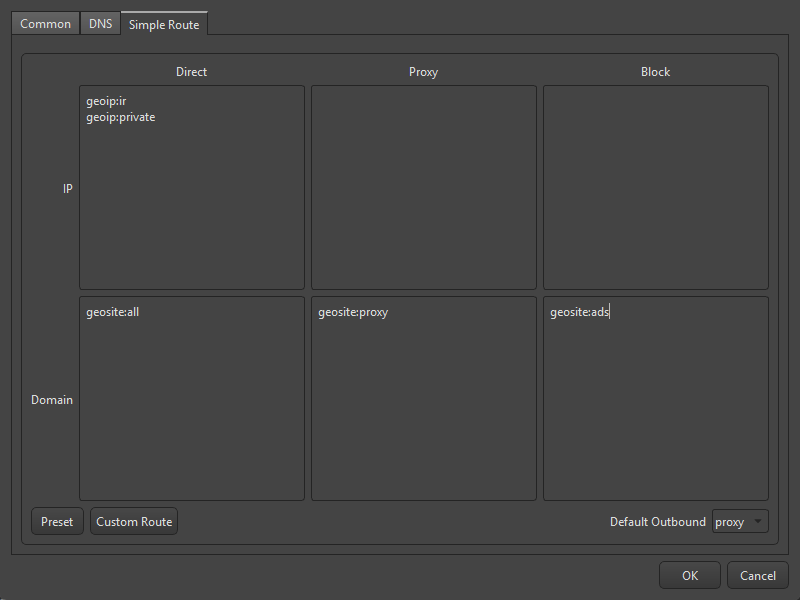 Common DNS Simple Route
Direct Proxy Block
IP
geoip:ir
geoip:private
Domain
geosite:all
geosite:proxy
geosite:ads
Preset Custom Route Default Outbound proxy
OK Cancel